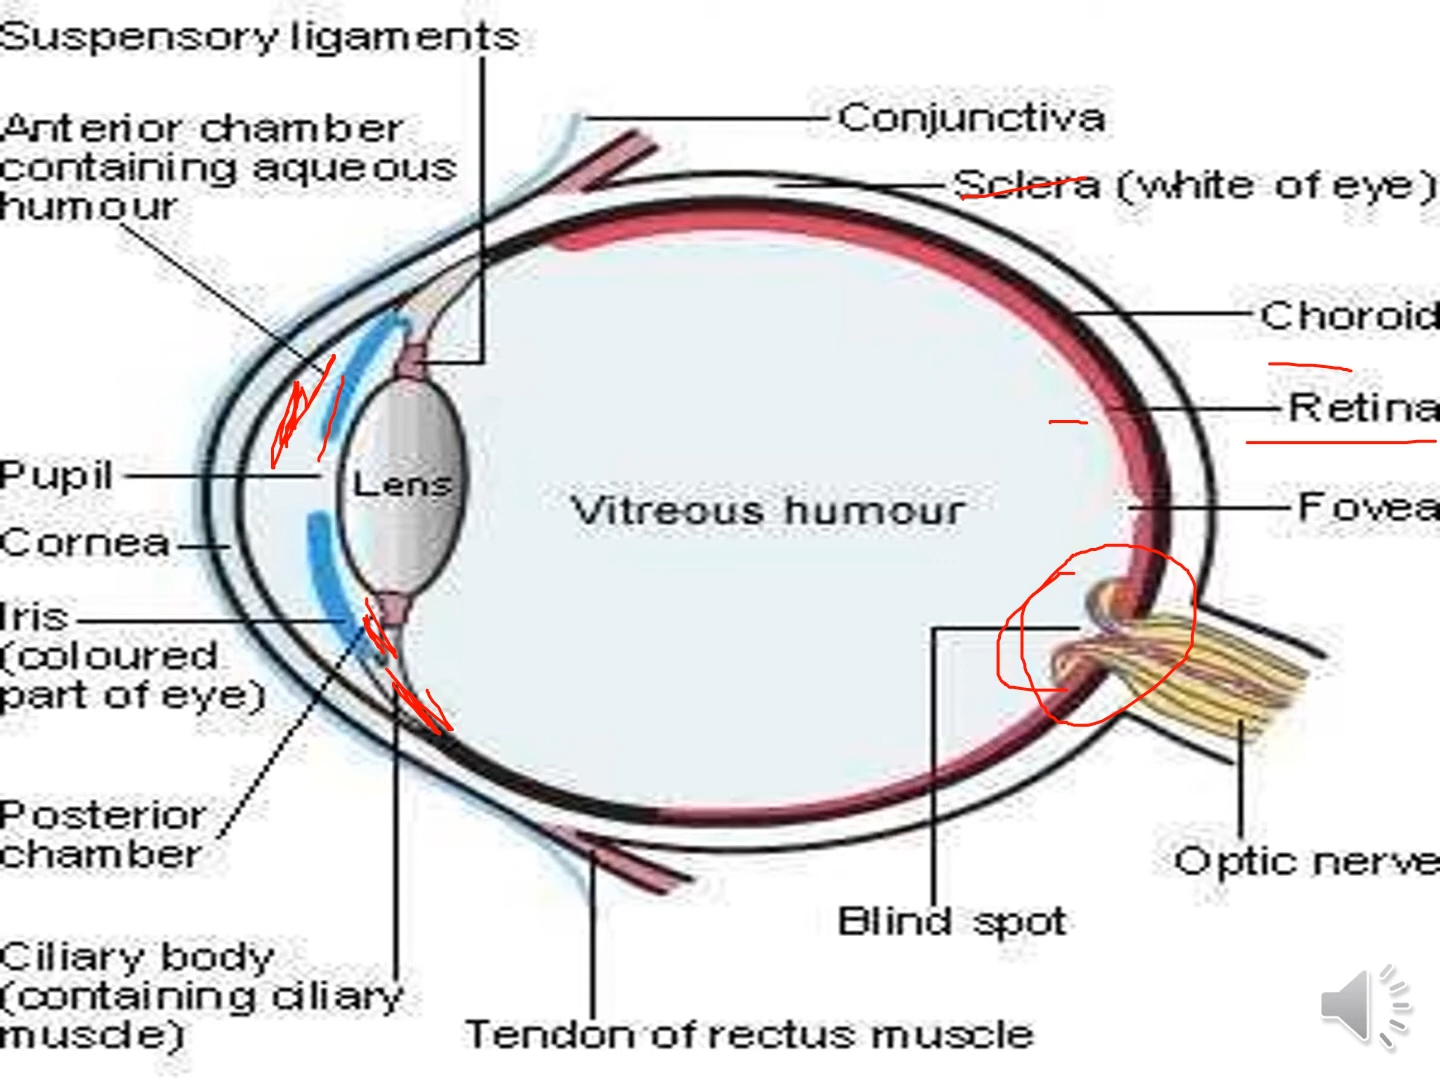 Suspensory ligaments
Anterior chamber
containing aqueous
humour
Conjunctiva
Sclera (white of eye)
Choroid
Retina
Pupil
Lens
Vitreous humour
Fovea
Cornea
Iris
(coloured
part of eye)
Posterior
chamber
Optic nerve
Blind spot
Ciliary body
(containing ciliary
muscle)
Tendon of rectus muscle